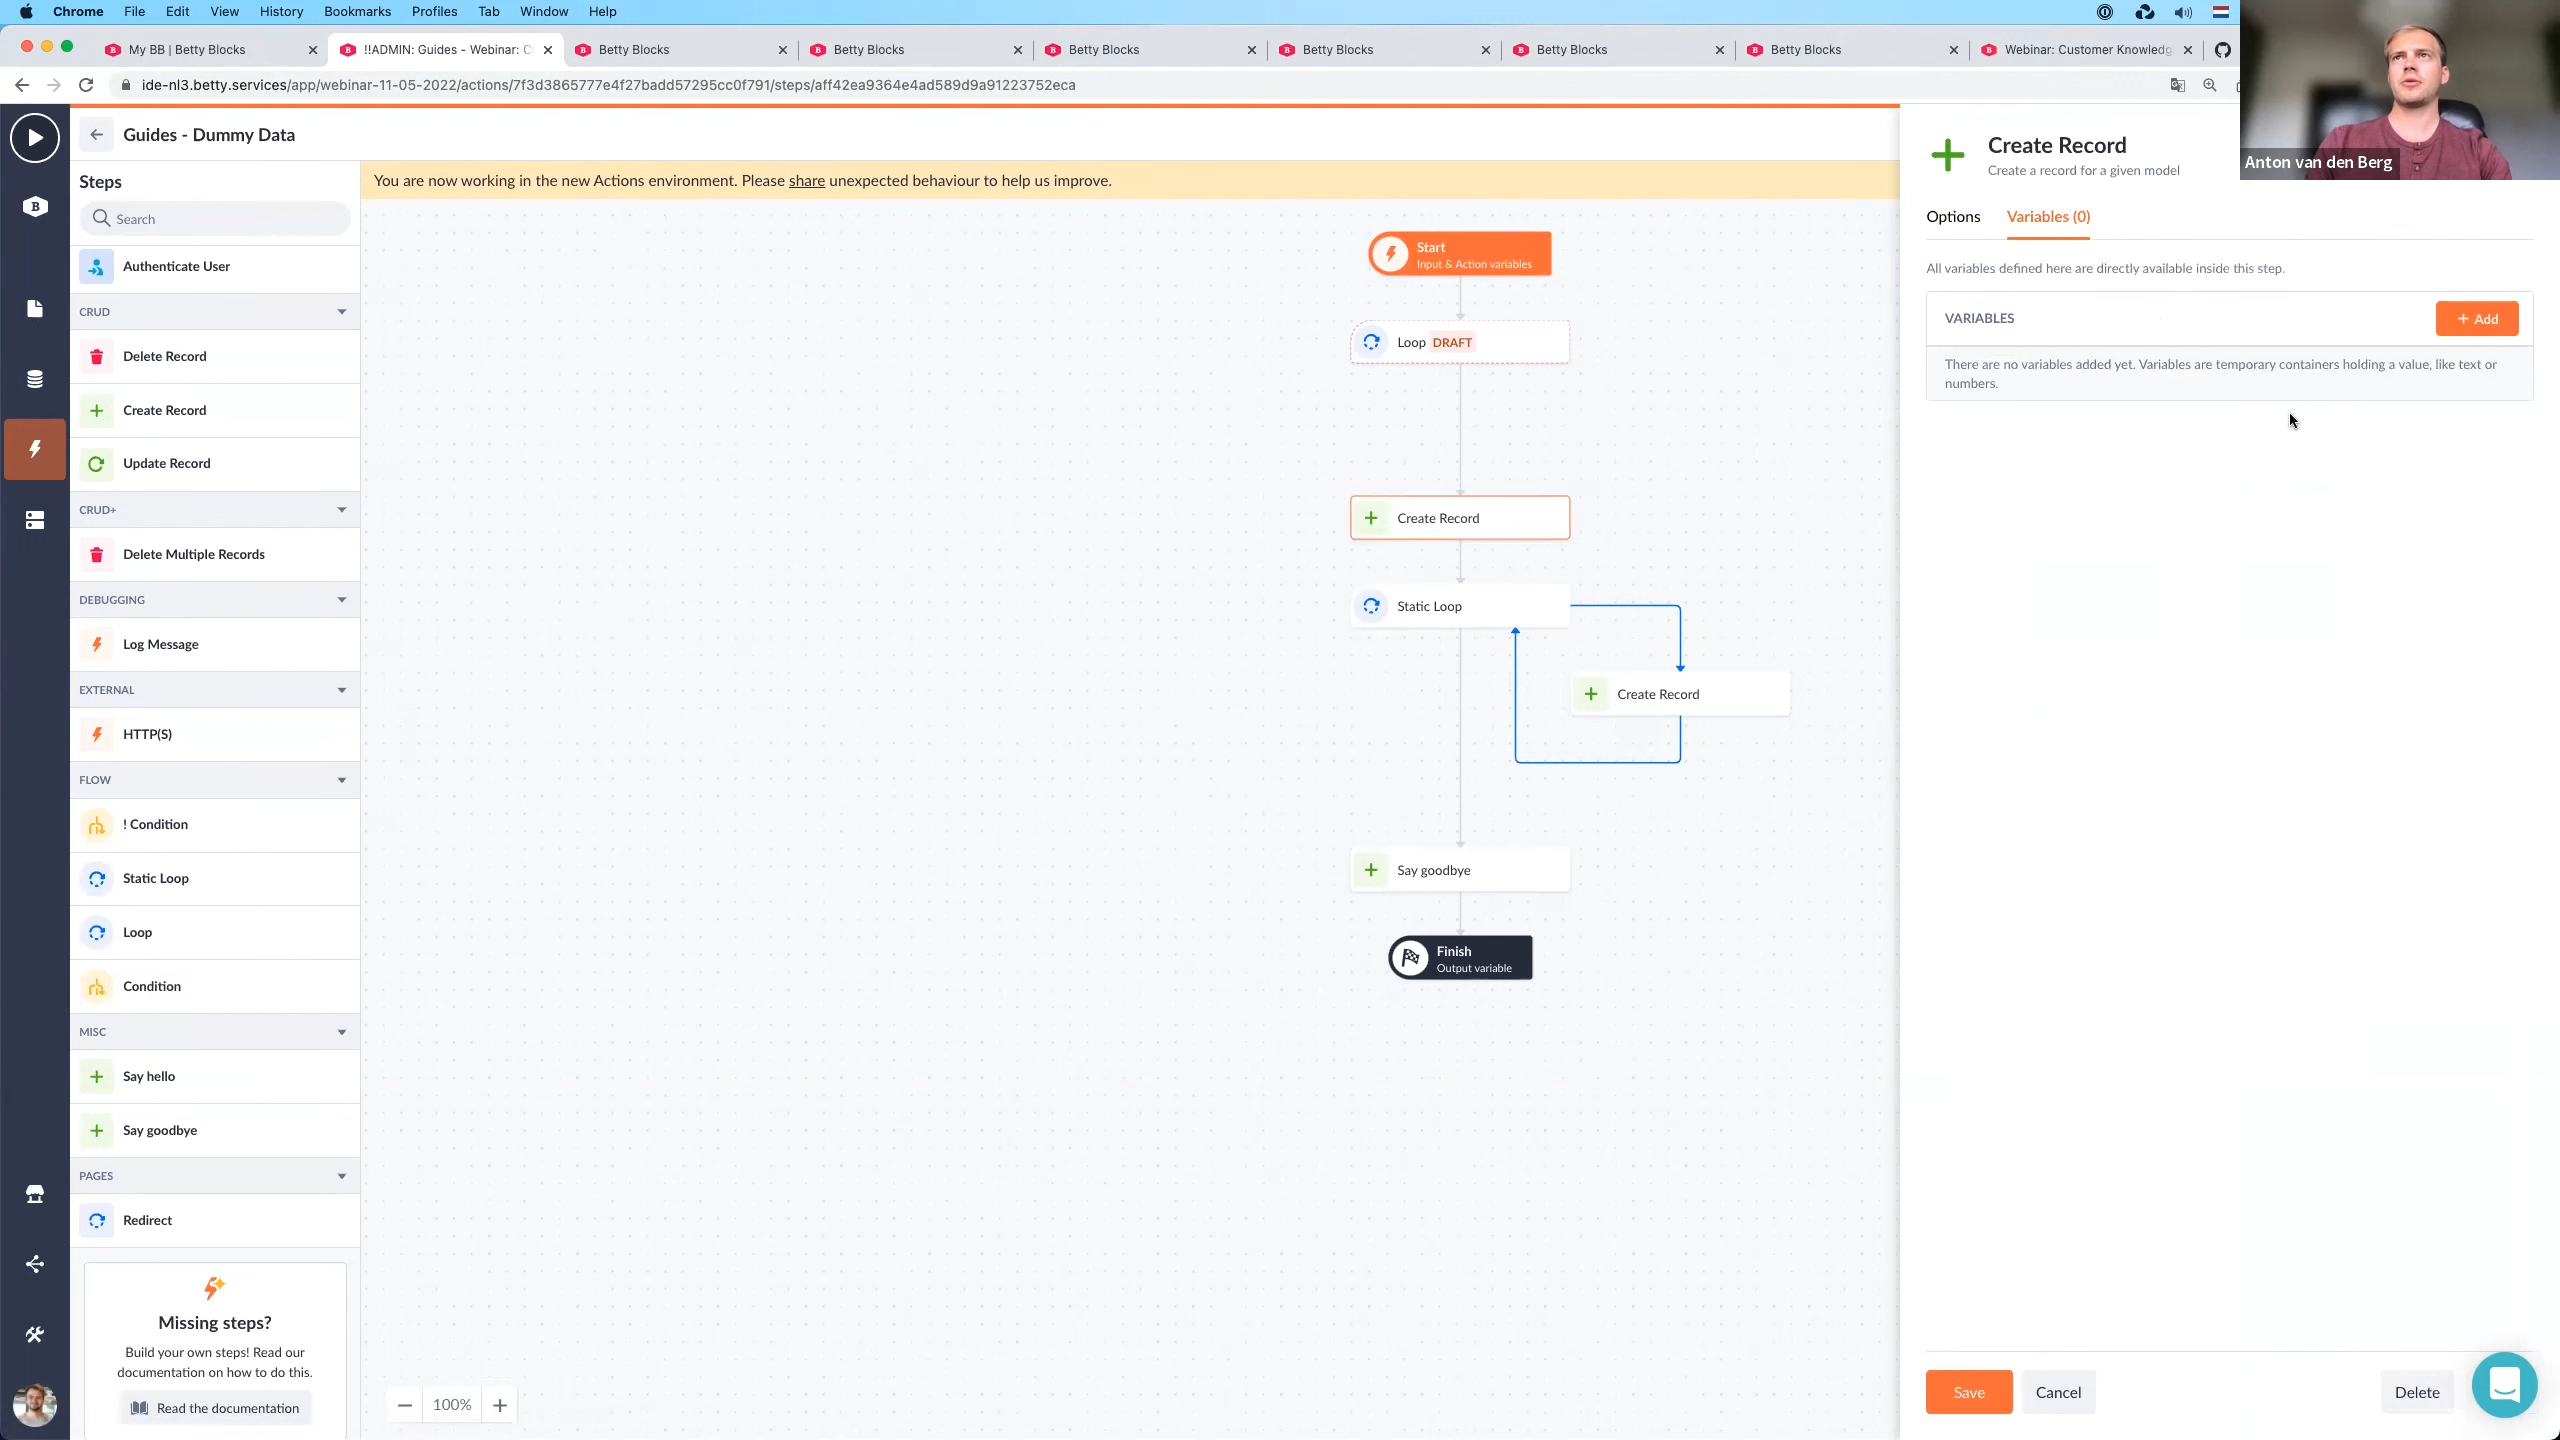 Chrome File Edit View History Bookmarks Profiles Tab Window Help
My BB | Betty Blocks
!!ADMIN: Guides - Webinar: C
Betty Blocks
Betty Blocks
Betty Blocks
Betty Blocks
Betty Blocks
Betty Blocks
Webinar: Customer Knowledg
ide-nl3.betty.services/app/webinar-11-05-2022/actions/7f3d3865777e4f27badd57295cc0f791/steps/aff42ea9364e4ad589d9a91223752eca
Guides - Dummy Data
You are now working in the new Actions environment. Please share unexpected behaviour to help us improve.
Steps
Search
Authenticate User
CRUD
Delete Record
Create Record
Update Record
CRUD+
Delete Multiple Records
DEBUGGING
Log Message
EXTERNAL
HTTP(S)
FLOW
! Condition
Static Loop
Loop
Condition
MISC
Say hello
Say goodbye
PAGES
Redirect
Missing steps?
Build your own steps! Read our
documentation on how to do this.
Read the documentation
Start
Input & Action variables
Loop DRAFT
Create Record
Static Loop
Create Record
Say goodbye
Finish
Output variable
100%
Create Record
Create a record for a given model
Anton van den Berg
Options
Variables (0)
All variables defined here are directly available inside this step.
VARIABLES
+ Add
There are no variables added yet. Variables are temporary containers holding a value, like text or
numbers.
Save
Cancel
Delete